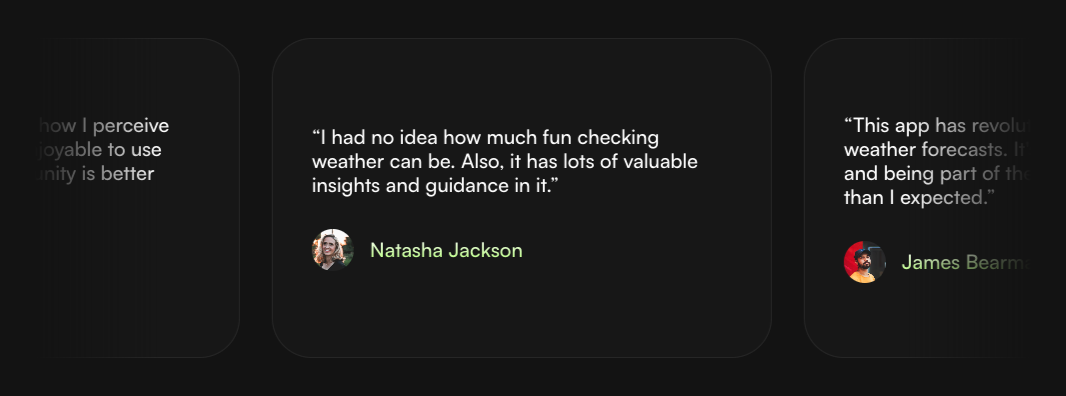 how I perceive
joyable to use
unity is better
“I had no idea how much fun checking
weather can be. Also, it has lots of valuable
insights and guidance in it.”
Natasha Jackson
“This app has revolu
weather forecasts. It’
and being part of the
than I expected.”
James Bearm